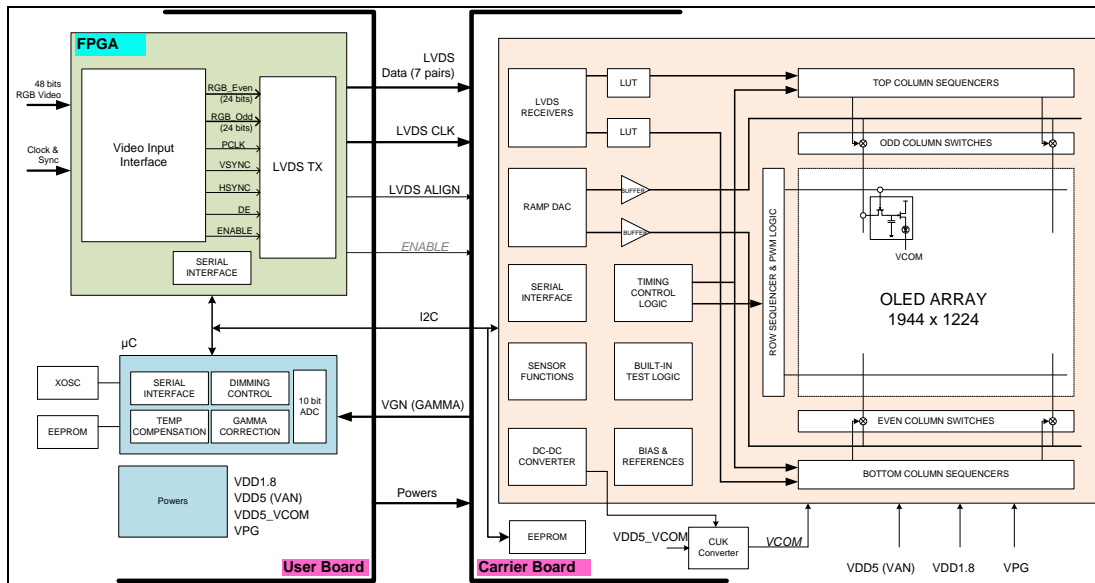 FPGA
48 bits
RGB Video
Clock &
Sync
Video Input
Interface
RGB_Even
(24 bits)
RGB_Odd
(24 bits)
PCLK
VSYNC
HSYNC
DE
ENABLE
LVDS TX
SERIAL
INTERFACE
LVDS
Data (7 pairs)
LVDS CLK
LVDS ALIGN
ENABLE
I2C
VGN (GAMMA)
Powers
µC
XOSC
EEPROM
SERIAL
INTERFACE
DIMMING
CONTROL
TEMP
COMPENSATION
GAMMA
CORRECTION
10 bit
ADC
Powers
VDD1.8
VDD5 (VAN)
VDD5_VCOM
VPG
User Board
Carrier Board
LVDS
RECEIVERS
LUT
LUT
RAMP DAC
BUFFER
BUFFER
SERIAL
INTERFACE
TIMING
CONTROL
LOGIC
SENSOR
FUNCTIONS
BUILT-IN
TEST LOGIC
DC-DC
CONVERTER
BIAS &
REFERENCES
TOP COLUMN SEQUENCERS
ODD COLUMN SWITCHES
ROW SEQUENCER & PWM LOGIC
VCOM
OLED ARRAY
1944 x 1224
EVEN COLUMN SWITCHES
BOTTOM COLUMN SEQUENCERS
EEPROM
VDD5_VCOM
CUK
Converter
VCOM
VDD5 (VAN)
VDD1.8
VPG